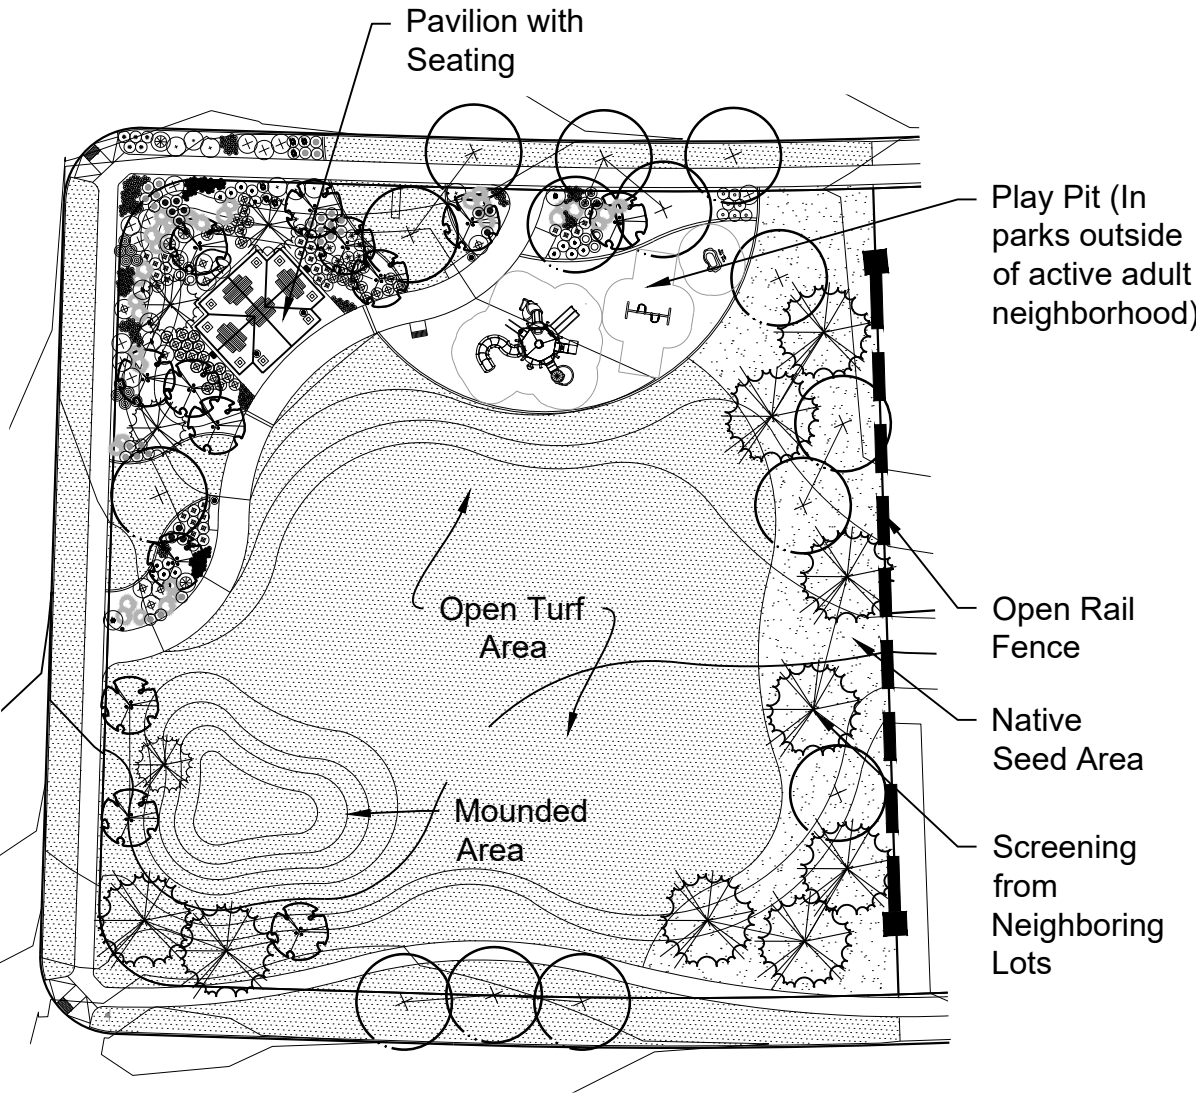 Pavilion with
Seating
Play Pit (In
parks outside
of active adult
neighborhood)
Open Turf
Area
Open Rail
Fence
Native
Seed Area
Mounded
Area
Screening
from
Neighboring
Lots